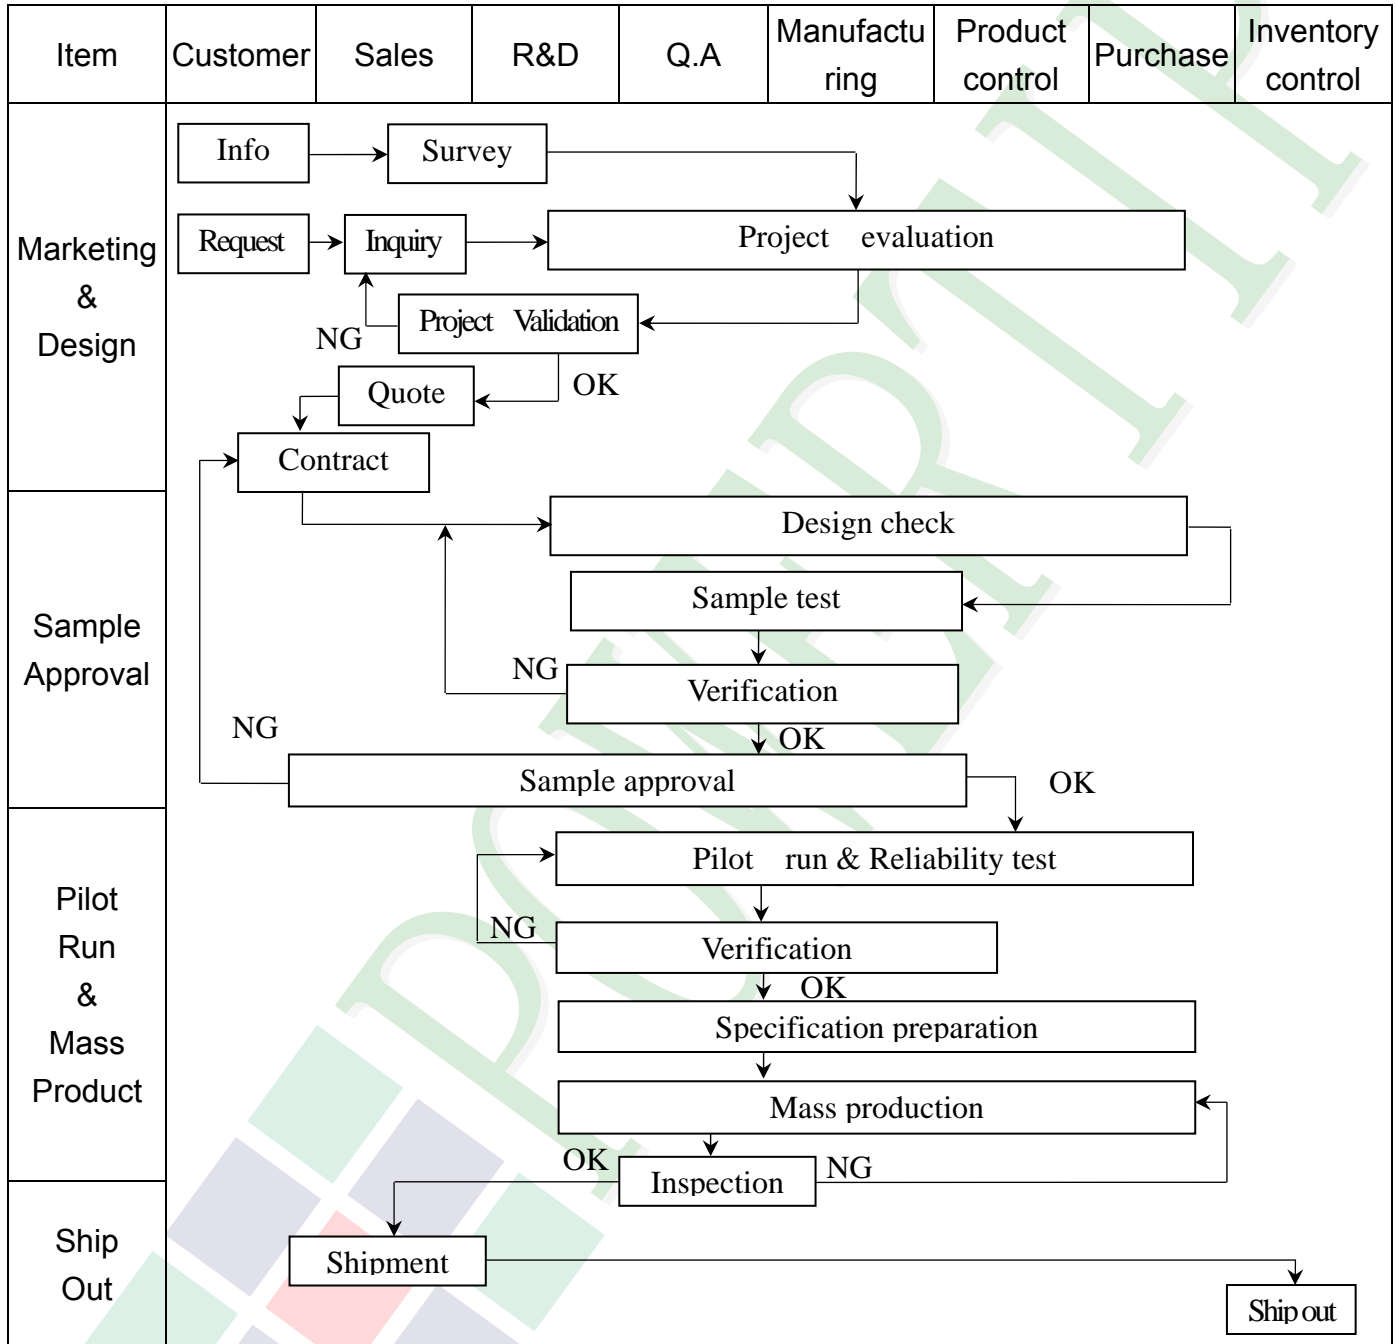 Item
Customer
Sales
R&D
Q.A
Manufactu
ring
Product
control
Purchase
Inventory
control
Marketing
&
Design
Info
Survey
Request
Inquiry
Project evaluation
NG
Project Validation
Quote
OK
Contract
Sample
Approval
Design check
Sample test
NG
Verification
NG
OK
Sample approval
OK
Pilot
Run
&
Mass
Product
Pilot run & Reliability test
NG
Verification
OK
Specification preparation
Mass production
OK
Inspection
NG
Ship
Out
Shipment
Ship out
POWERTIP